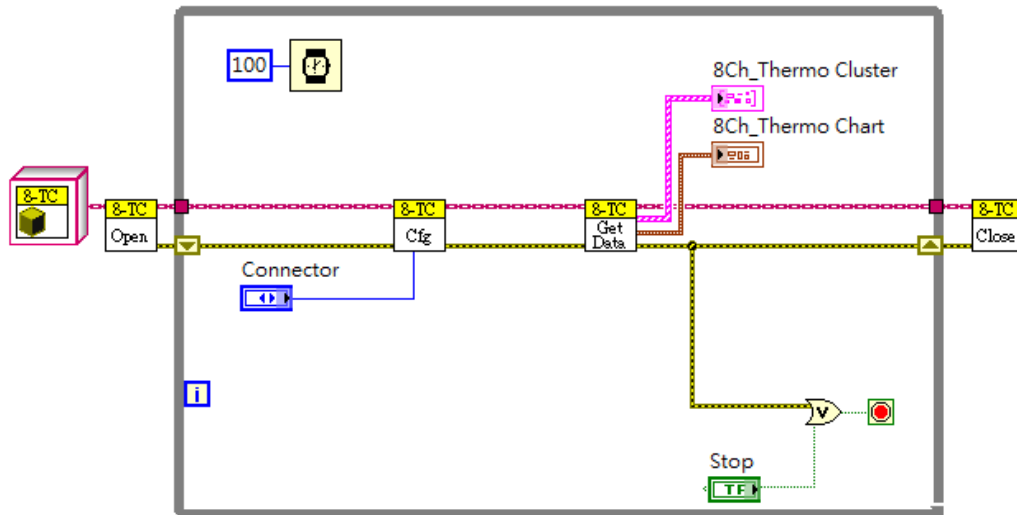 100
8Ch_Thermo Cluster
8Ch_Thermo Chart
8-TC
8-TC
Open
8-TC
Cfg
8-TC
Get
Data
8-TC
Close
Connector
i
V
Stop
TF